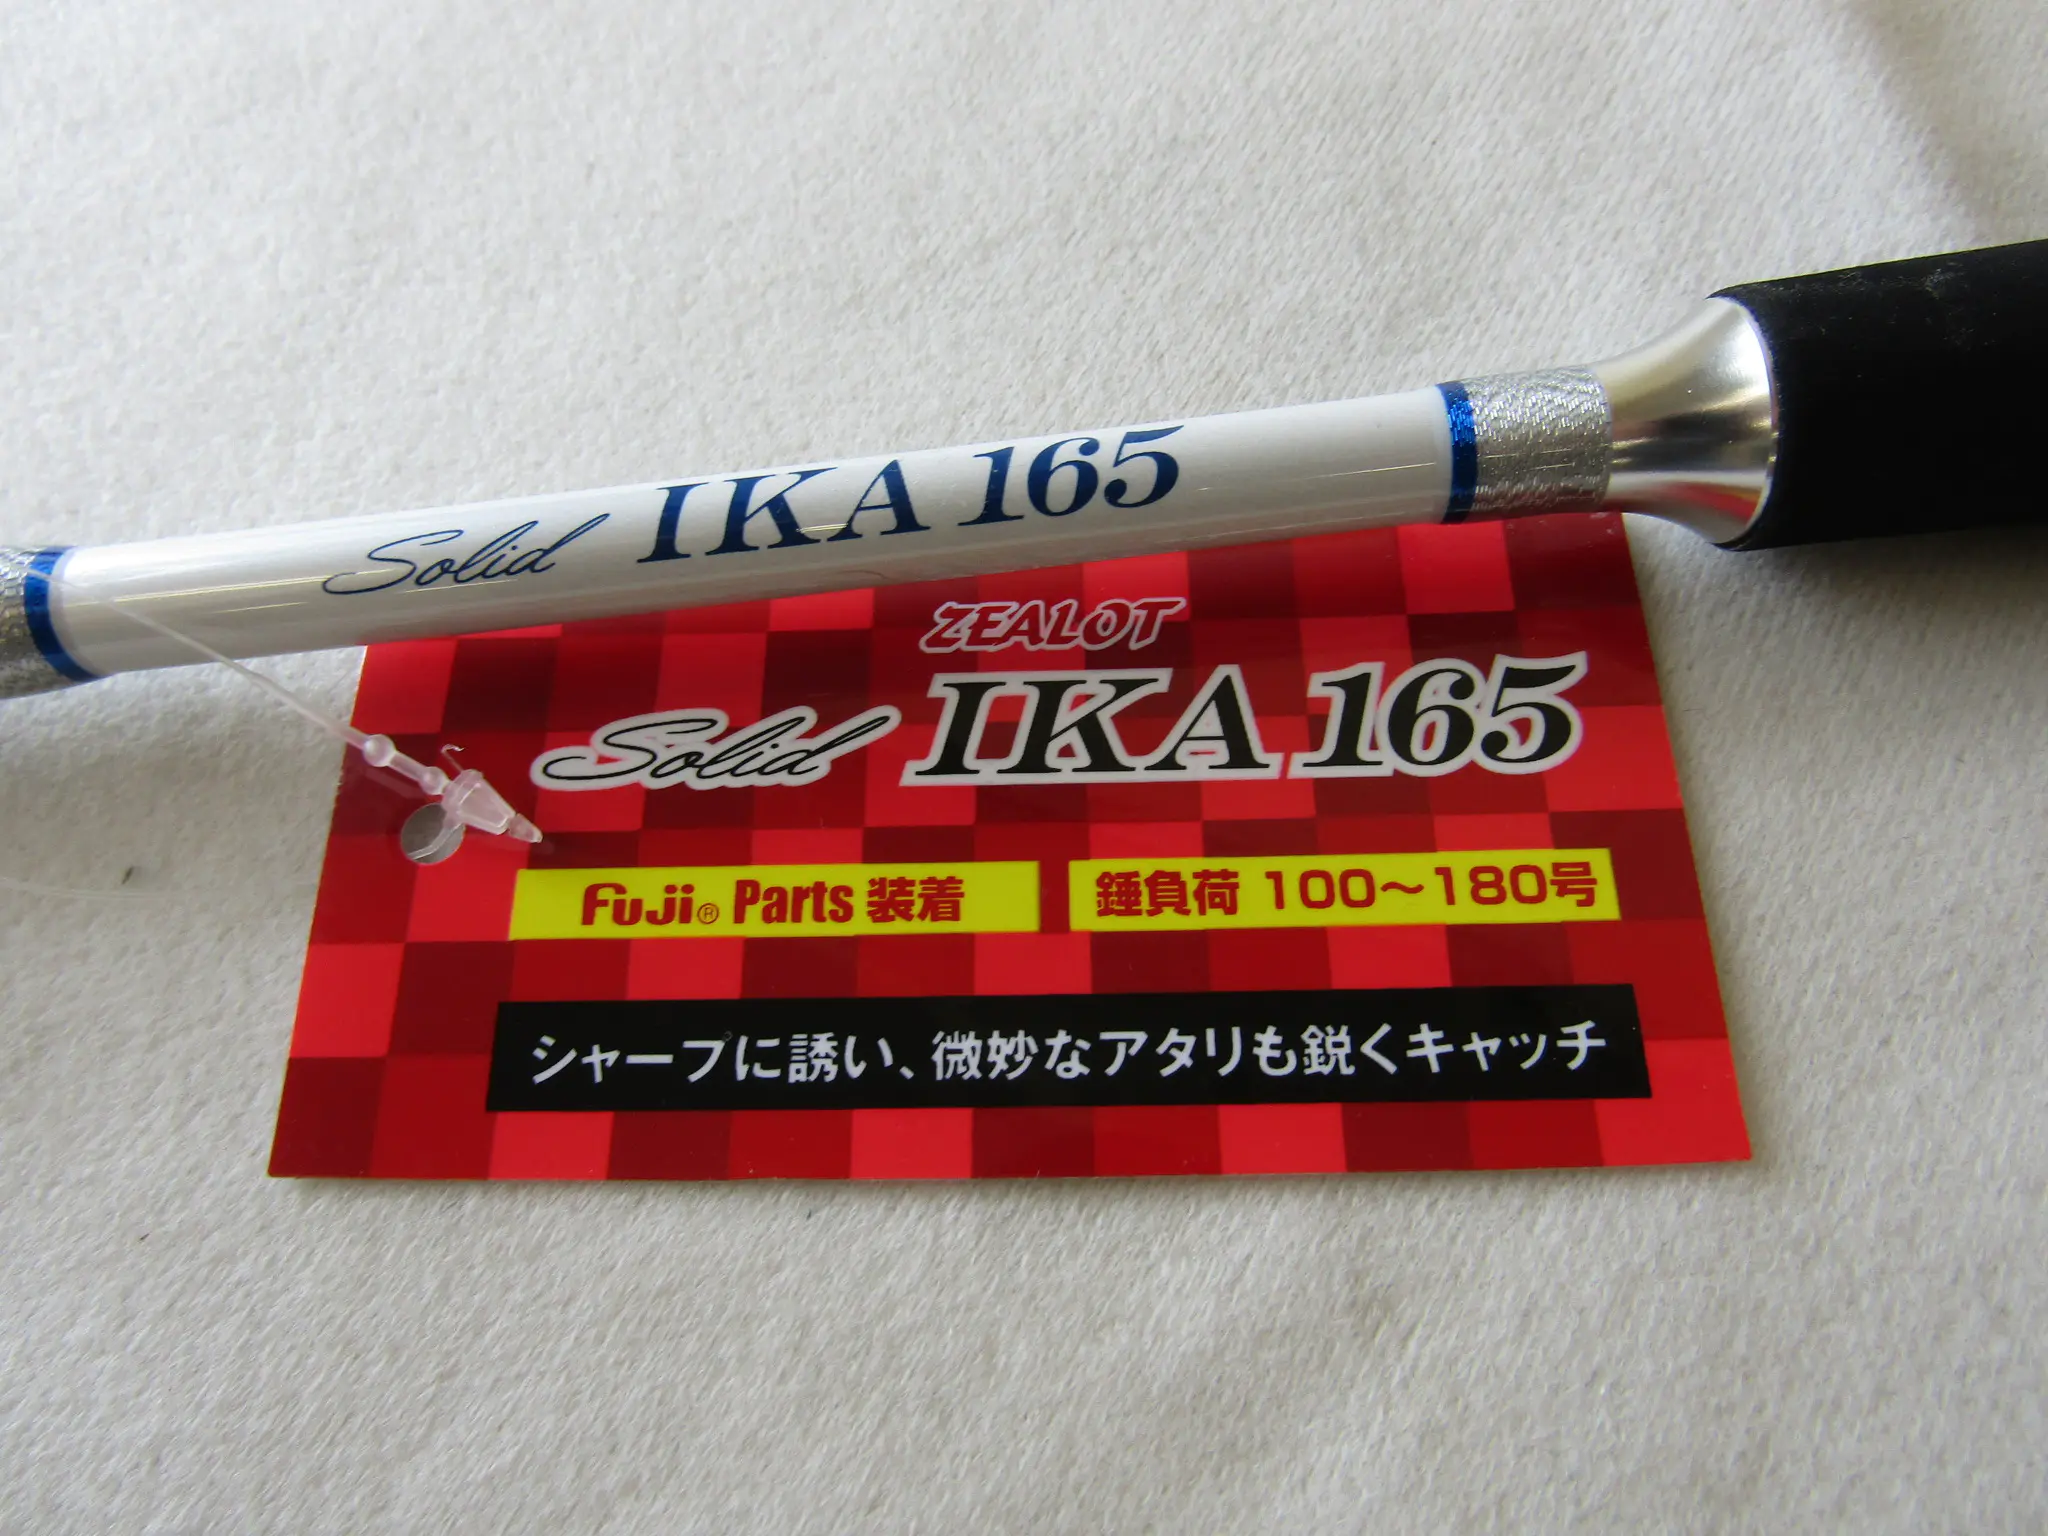 Solid IKA 165
ZEALOT
Solid IKA 165
Fuji® Parts 装着
錘負荷 100〜180号
シャープに誘い、微妙なアタリも鋭くキャッチ